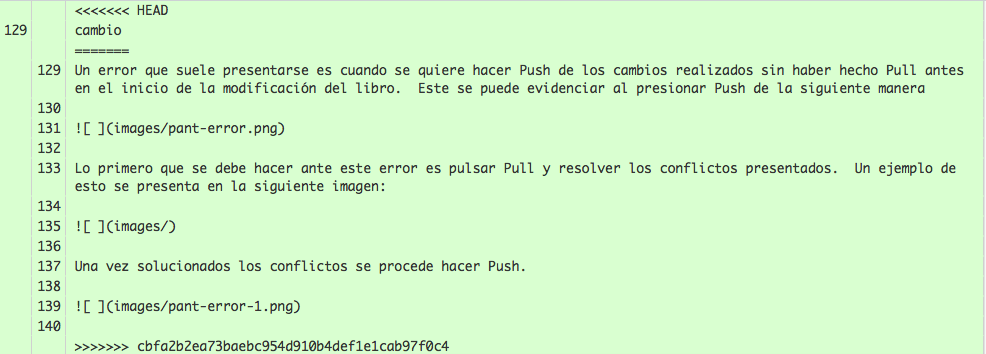 <<<<<<< HEAD
129 cambio
=======
129 Un error que suele presentarse es cuando se quiere hacer Push de los cambios realizados sin haber hecho Pull antes
en el inicio de la modificación del libro.  Este se puede evidenciar al presionar Push de la siguiente manera
130
131 ![ ](images/pant-error.png)
132
133 Lo primero que se debe hacer ante este error es pulsar Pull y resolver los conflictos presentados.  Un ejemplo de
esto se presenta en la siguiente imagen:
134
135 ![ ](images/)
136
137 Una vez solucionados los conflictos se procede hacer Push.
138
139 ![ ](images/pant-error-1.png)
140
>>>>>>> cbfa2b2ea73baebc954d910b4def1e1cab97f0c4